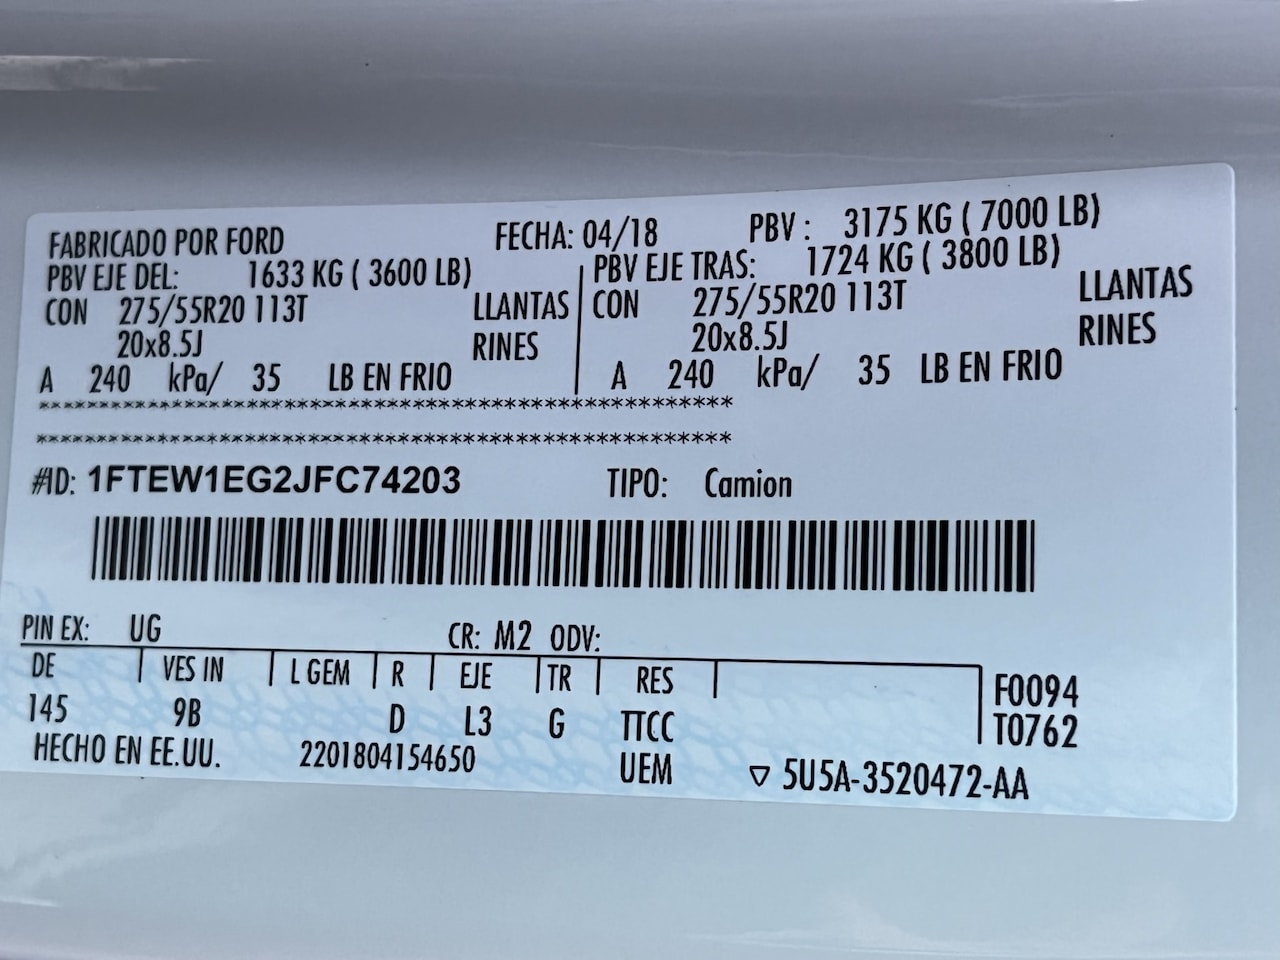 FABRICADO POR FORD FECHA: 04/18 PBV : 3175 KG ( 7000 LB)
PBV EJE DEL: 1633 KG ( 3600 LB) PBV EJE TRAS: 1724 KG ( 3800 LB)
CON 275/55R20 113T LLANTAS CON 275/55R20 113T LLANTAS
20x8.5J RINES 20x8.5J RINES
A 240 kPa/ 35 LB EN FRIO A 240 kPa/ 35 LB EN FRIO
*********************************************************
*********************************************************
#ID: 1FTEW1EG2JFC74203 TIPO: Camion
PIN EX: UG CR: M2 ODV:
DE VES IN L GEM R EJE TR RES F0094
145 9B D L3 G TTCC T0762
HECHO EN EE.UU. 2201804154650 UEM ▽ 5U5A-3520472-AA